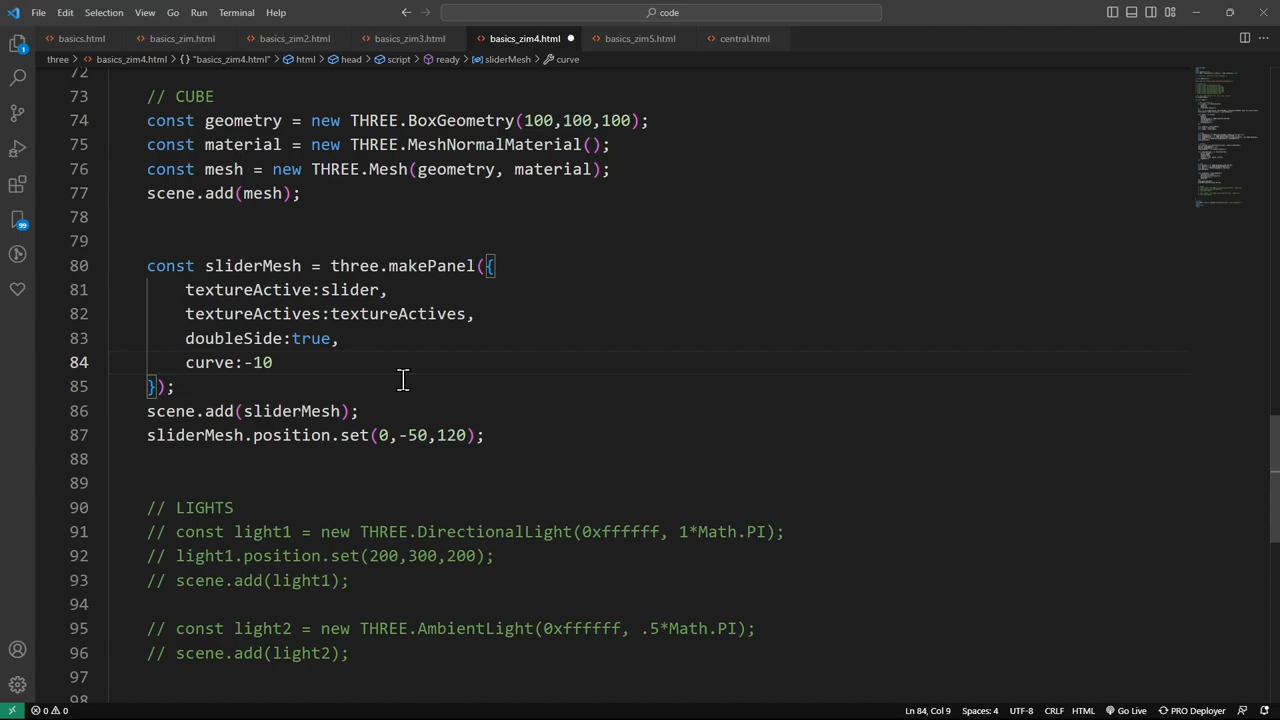 File Edit Selection View Go Run Terminal Help
code
basics.html basics_zim.html basics_zim2.html basics_zim3.html basics_zim4.html basics_zim5.html central.html
three > basics_zim4.html > {} "basics_zim4.html" > html > head > script > ready > sliderMesh > curve
72
73 // CUBE
74 const geometry = new THREE.BoxGeometry(100,100,100);
75 const material = new THREE.MeshNormalMaterial();
76 const mesh = new THREE.Mesh(geometry, material);
77 scene.add(mesh);
78
79
80 const sliderMesh = three.makePanel({
81 textureActive:slider,
82 textureActives:textureActives,
83 doubleSide:true,
84 curve:-10
85 });
86 scene.add(sliderMesh);
87 sliderMesh.position.set(0,-50,120);
88
89
90 // LIGHTS
91 // const light1 = new THREE.DirectionalLight(0xffffff, 1*Math.PI);
92 // light1.position.set(200,300,200);
93 // scene.add(light1);
94
95 // const light2 = new THREE.AmbientLight(0xffffff, .5*Math.PI);
96 // scene.add(light2);
97
98
1
99
0 0 Ln 84, Col 9 Spaces: 4 UTF-8 CRLF HTML Go Live PRO Deployer